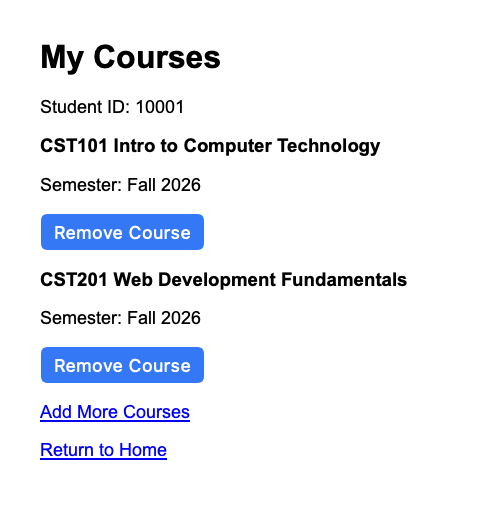 My Courses
Student ID: 10001
CST101 Intro to Computer Technology
Semester: Fall 2026
Remove Course
CST201 Web Development Fundamentals
Semester: Fall 2026
Remove Course
Add More Courses
Return to Home